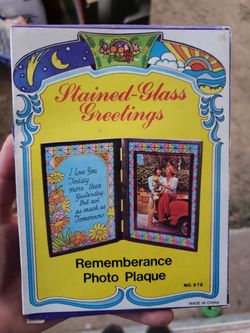 Stained-Glass
Greetings
I Love You
Today
more than
Yesterday
but not
as much as
Tomorrow
Rememberance
Photo Plaque
NO.978
MADE IN CHINA